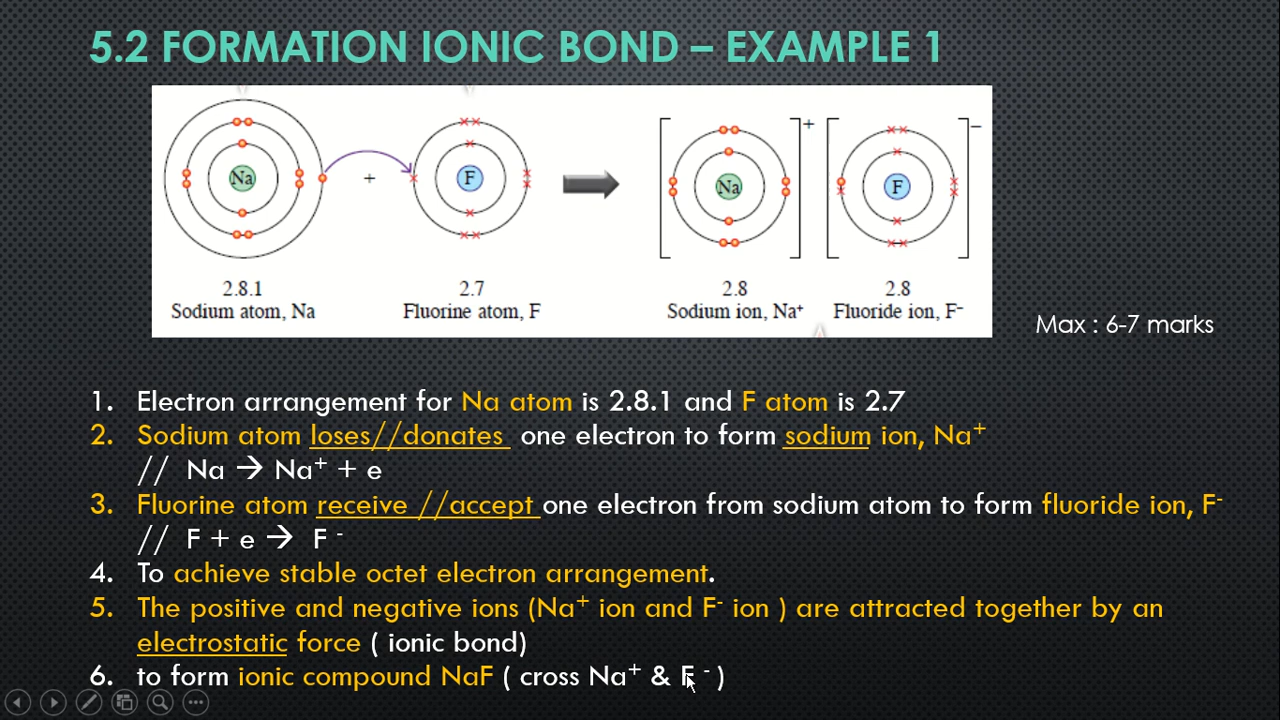 5.2 FORMATION IONIC BOND – EXAMPLE 1
Na
+
F
Na
+
F
–
2.8.1
2.7
2.8
2.8
Sodium atom, Na
Fluorine atom, F
Sodium ion, Na⁺
Fluoride ion, F⁻
Max : 6-7 marks
1. Electron arrangement for Na atom is 2.8.1 and F atom is 2.7
2. Sodium atom loses//donates one electron to form sodium ion, Na⁺
// Na → Na⁺ + e
3. Fluorine atom receive //accept one electron from sodium atom to form fluoride ion, F⁻
// F + e → F ⁻
4. To achieve stable octet electron arrangement.
5. The positive and negative ions (Na⁺ ion and F⁻ ion ) are attracted together by an
electrostatic force ( ionic bond)
6. to form ionic compound NaF ( cross Na⁺ & F ⁻ )